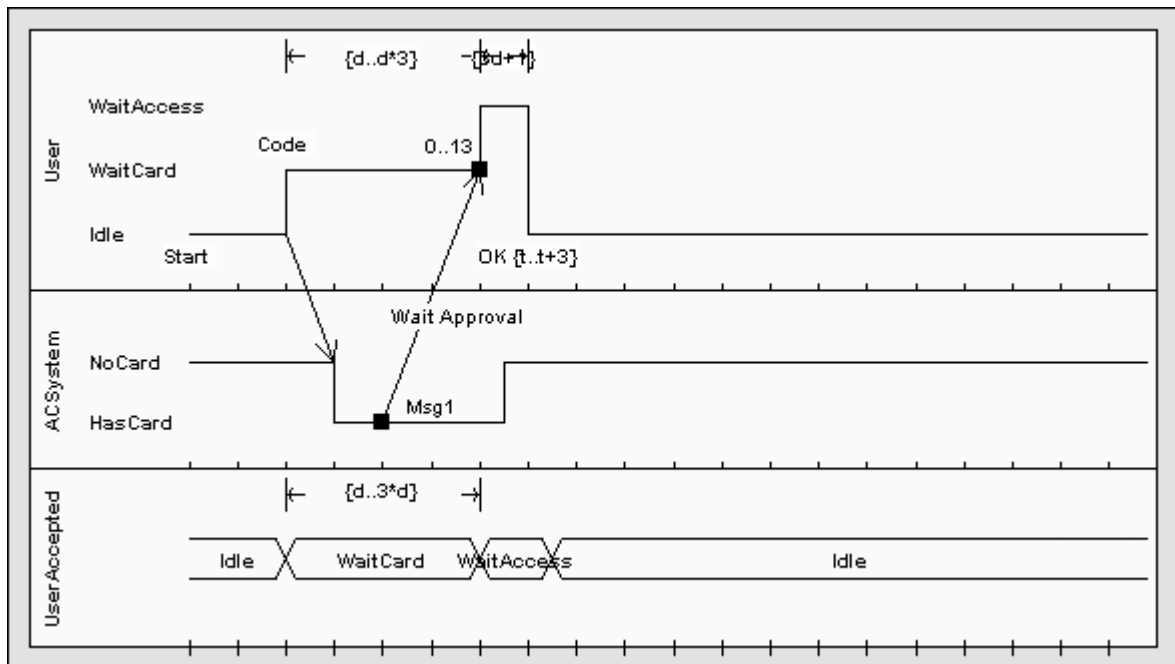 {d..d*3}
WaitAccess
Code
0..13
User
WaitCard
Idle
Start
OK {t..t+3}
Wait Approval
ACSystem
NoCard
Msg1
HasCard
{d..3*d}
UserAccepted
Idle
WaitCard
WaitAccess
Idle